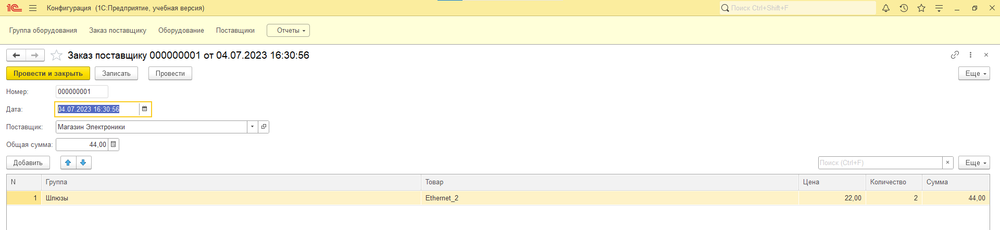 1С Конфигурация (1С:Предприятие, учебная версия) Поиск Ctrl+Shift+F
Группа оборудования Заказ поставщику Оборудование Поставщики Отчеты
Заказ поставщику 000000001 от 04.07.2023 16:30:56
Провести и закрыть Записать Провести Еще
Номер: 000000001
Дата: 04.07.2023 16:30:56
Поставщик: Магазин Электроники
Общая сумма: 44,00
Добавить Поиск (Ctrl+F) × Еще
N Группа Товар Цена Количество Сумма
1 Шлюзы Ethernet_2 22,00 2 44,00